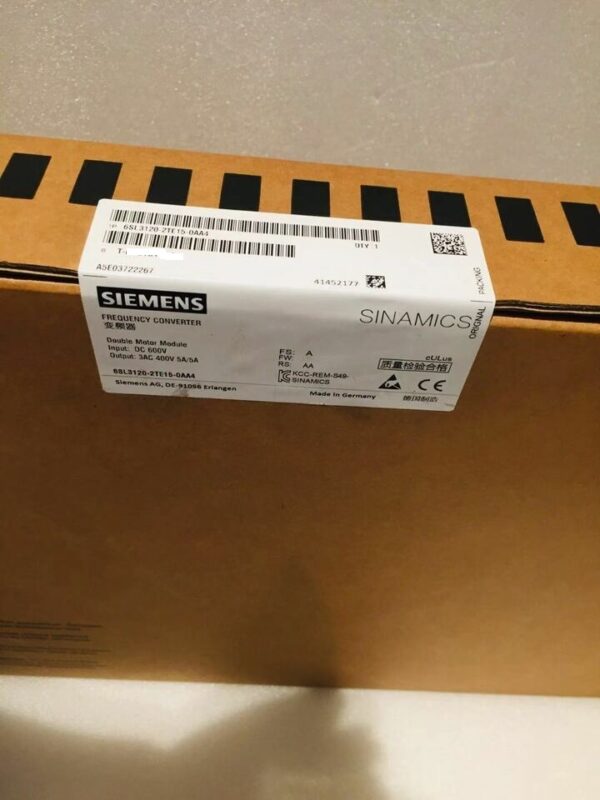 1P 6SL3120-2TE15-0AA4
QTY 1
S T-
A5E03722267
41452177
SIEMENS
SINAMICS
ORIGINAL PACKING
FREQUENCY CONVERTER
变频器
Double Motor Module
Input: DC 600V
Output: 3AC 400V 5A/5A
FS: A
FW:
RS: AA
cULus
质量检验合格
6SL3120-2TE15-0AA4
KCC-REM-S49-
SINAMICS
CE
Siemens AG, DE-91056 Erlangen
Made in Germany
德国制造